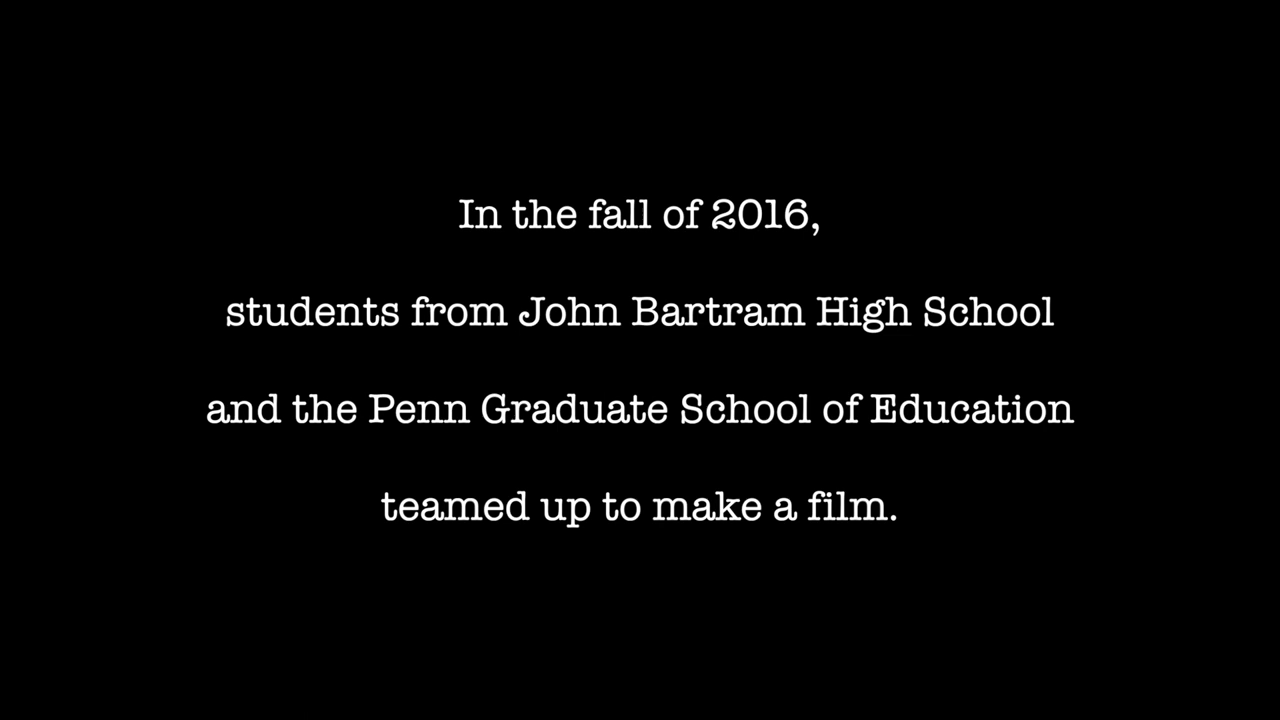 In the fall of 2016,
students from John Bartram High School
and the Penn Graduate School of Education
teamed up to make a film.